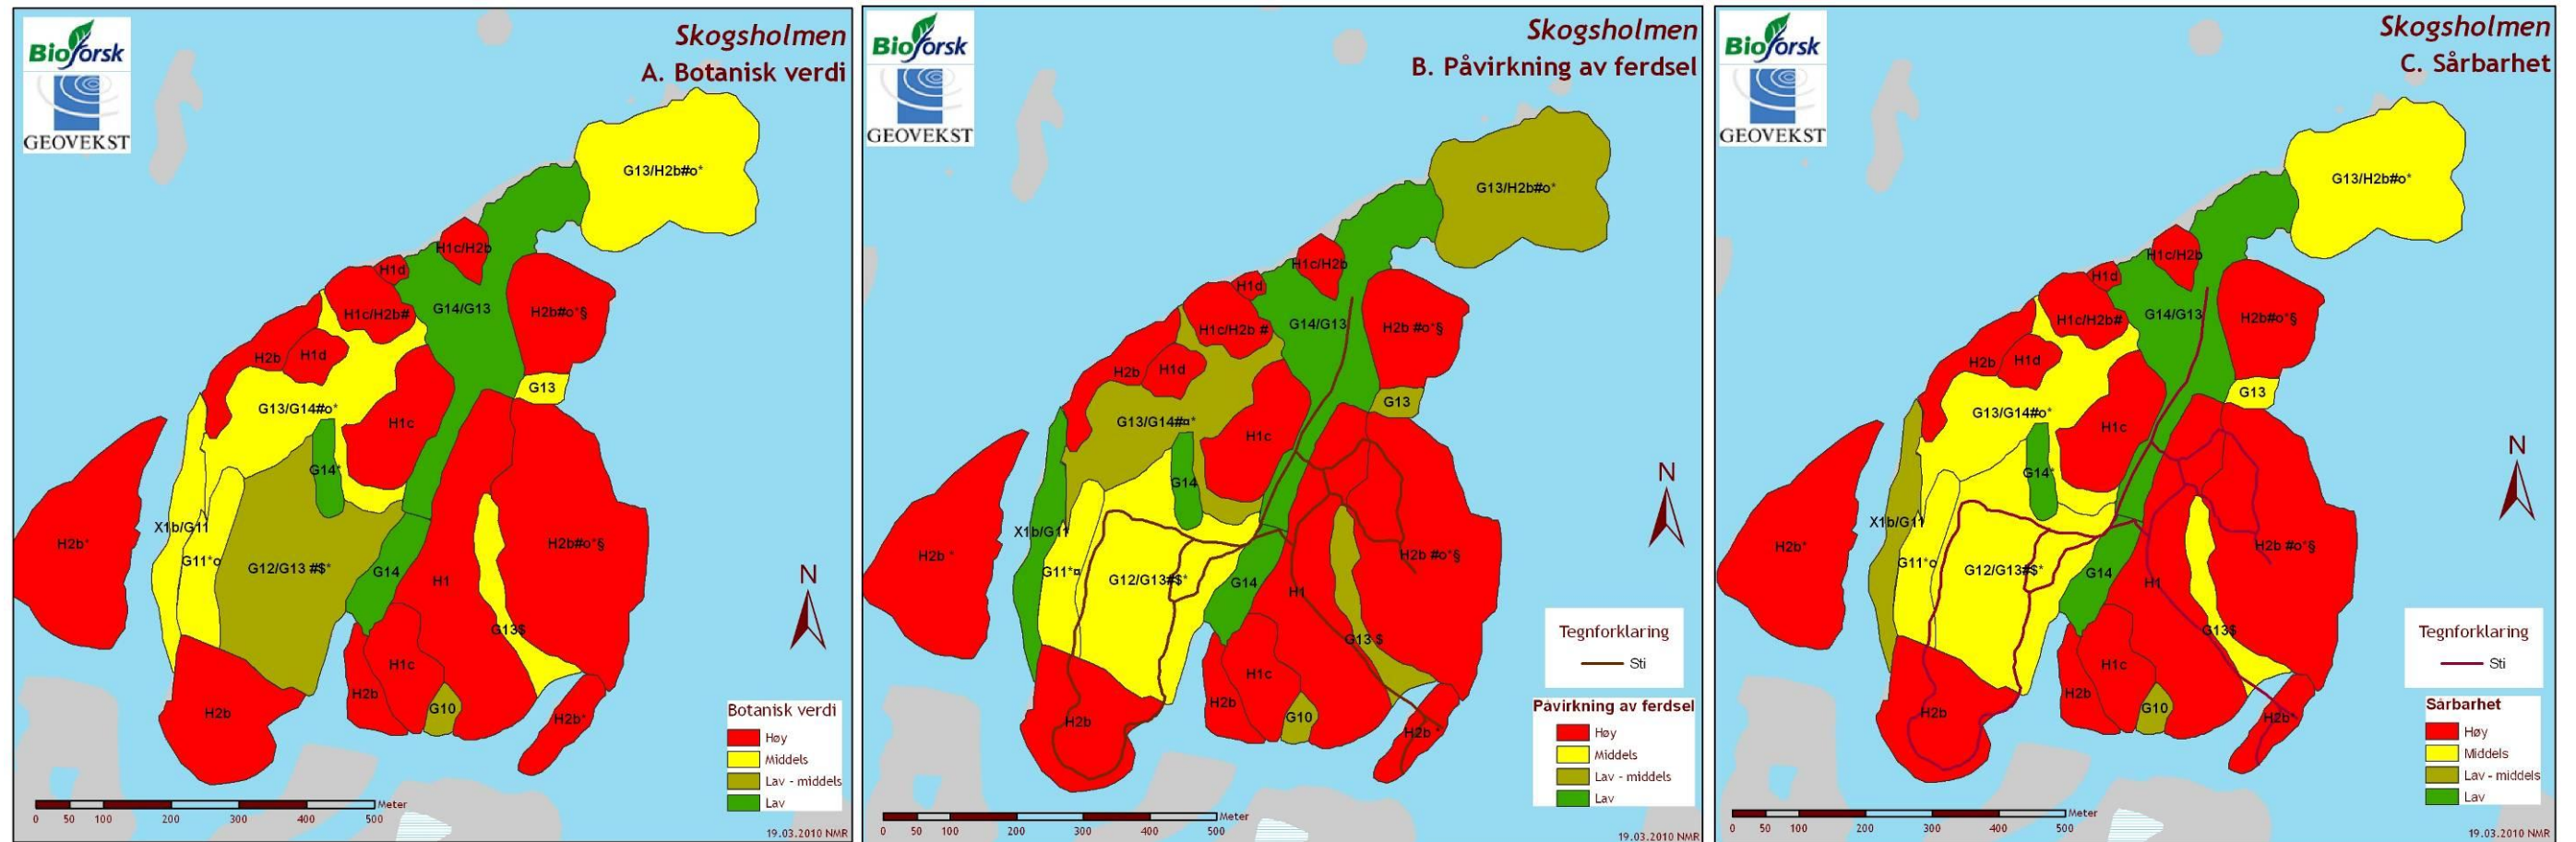 Bioforsk
GEOVEKST
Skogsholmen
A. Botanisk verdi
G13/H2b#o*
H1c/H2b
H1d
G14/G13
H2b#o*§
H1c/H2b#
H2b
H1d
G13
G13/G14#o*
H1c
G14*
X1b/G11
H2b*
G11*o
G12/G13 #$*
G14
H1
H2b#o*§
G13$
H1c
H2b
G10
H2b
H2b*
N
Botanisk verdi
Høy
Middels
Lav - middels
Lav
Meter
0 50 100 200 300 400 500
19.03.2010 NMR
Bioforsk
GEOVEKST
Skogsholmen
B. Påvirkning av ferdsel
G13/H2b#o*
H1c/H2b
H1d
G14/G13
H2b #o*§
H1c/H2b #
H2b
H1d
G13
G13/G14#¤*
H1c
G14
X1b/G11
H2b *
G11*¤
G12/G13#$*
G14
H1
H2b #o*§
G13 $
H1c
H2b
G10
H2b
H2b
N
Tegnforklaring
Sti
Påvirkning av ferdsel
Høy
Middels
Lav - middels
Lav
Meter
0 50 100 200 300 400 500
19.03.2010 NMR
Bioforsk
GEOVEKST
Skogsholmen
C. Sårbarhet
G13/H2b#o*
H1c/H2b
H1d
G14/G13
H2b#o*§
H1c/H2b#
H2b
H1d
G13
G13/G14#o*
H1c
G14*
X1b/G11
H2b*
G11*o
G12/G13#$*
G14
H1
H2b #o*§
G13$
H1c
H2b
G10
H2b
H2b*
N
Tegnforklaring
Sti
Sårbarhet
Høy
Middels
Lav - middels
Lav
Meter
0 50 100 200 300 400 500
19.03.2010 NMR